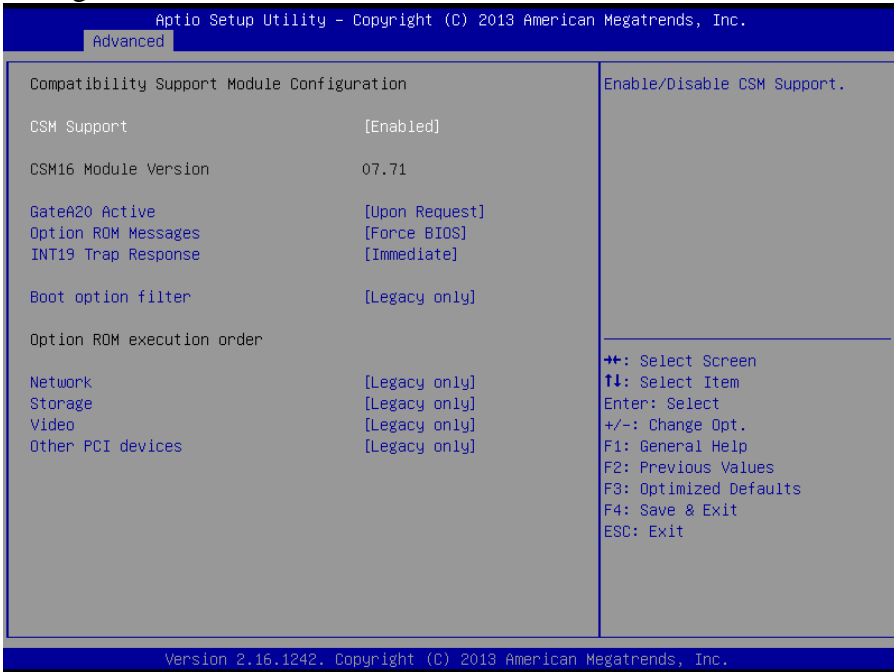 Aptio Setup Utility – Copyright (C) 2013 American Megatrends, Inc.
Advanced
Compatibility Support Module Configuration
CSM Support [Enabled]
CSM16 Module Version 07.71
GateA20 Active [Upon Request]
Option ROM Messages [Force BIOS]
INT19 Trap Response [Immediate]
Boot option filter [Legacy only]
Option ROM execution order
Network [Legacy only]
Storage [Legacy only]
Video [Legacy only]
Other PCI devices [Legacy only]
Enable/Disable CSM Support.
→←: Select Screen
↑↓: Select Item
Enter: Select
+/-: Change Opt.
F1: General Help
F2: Previous Values
F3: Optimized Defaults
F4: Save & Exit
ESC: Exit
Version 2.16.1242. Copyright (C) 2013 American Megatrends, Inc.